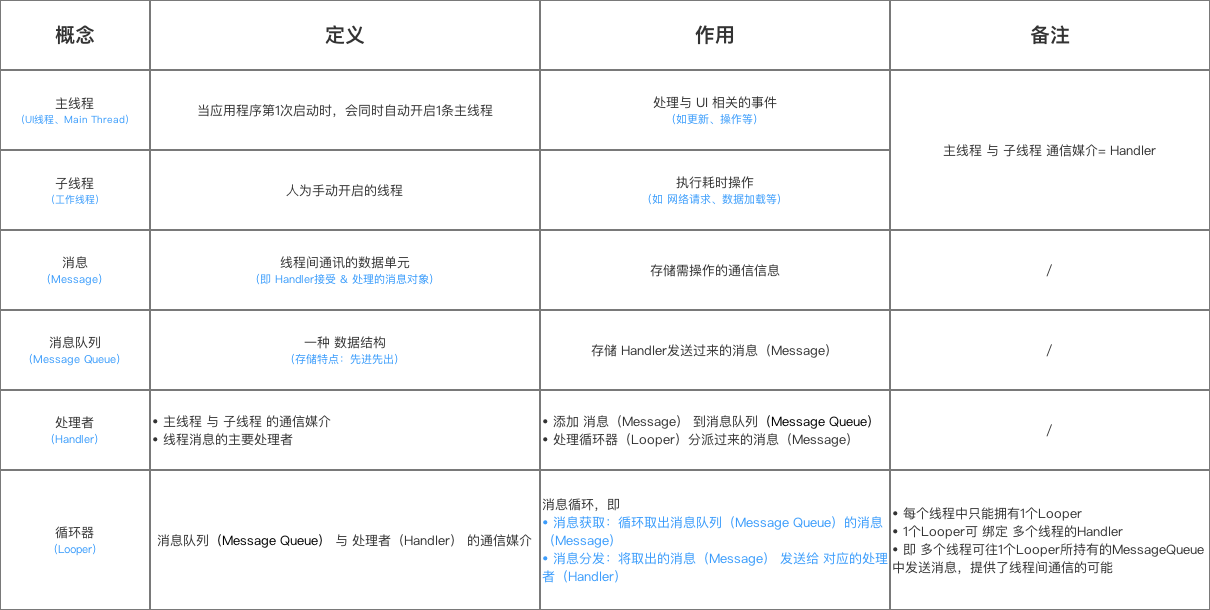 概念
定义
作用
备注
主线程
（UI线程、Main Thread）
当应用程序第1次启动时，会同时自动开启1条主线程
处理与 UI 相关的事件
（如更新、操作等）
主线程 与 子线程 通信媒介= Handler
子线程
（工作线程）
人为手动开启的线程
执行耗时操作
（如 网络请求、数据加载等）
消息
（Message）
线程间通讯的数据单元
（即 Handler接受 & 处理的消息对象）
存储需操作的通信信息
/
消息队列
（Message Queue）
一种 数据结构
（存储特点：先进先出）
存储 Handler发送过来的消息（Message）
/
处理者
（Handler）
• 主线程 与 子线程 的通信媒介
• 线程消息的主要处理者
• 添加 消息（Message） 到消息队列（Message Queue）
• 处理循环器（Looper）分派过来的消息（Message）
/
循环器
（Looper）
消息队列（Message Queue） 与 处理者（Handler） 的通信媒介
消息循环，即
• 消息获取：循环取出消息队列（Message Queue）的消息
（Message）
• 消息分发：将取出的消息（Message） 发送给 对应的处理
者（Handler）
• 每个线程中只能拥有1个Looper
• 1个Looper可 绑定 多个线程的Handler
• 即 多个线程可往1个Looper所持有的MessageQueue
中发送消息，提供了线程间通信的可能